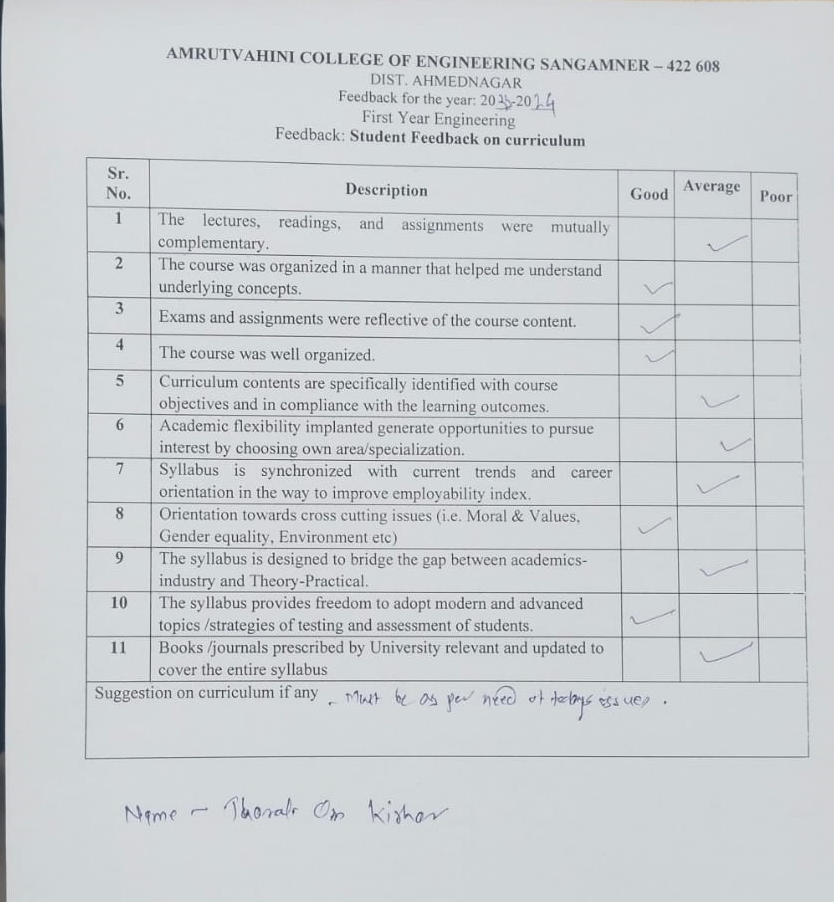 AMRUTVAHINI COLLEGE OF ENGINEERING SANGAMNER – 422 608
DIST. AHMEDNAGAR
Feedback for the year: 2023-2024
First Year Engineering
Feedback: Student Feedback on curriculum
Sr. No. Description Good Average Poor
1 The lectures, readings, and assignments were mutually
complementary.
2 The course was organized in a manner that helped me understand
underlying concepts.
3 Exams and assignments were reflective of the course content.
4 The course was well organized.
5 Curriculum contents are specifically identified with course
objectives and in compliance with the learning outcomes.
6 Academic flexibility implanted generate opportunities to pursue
interest by choosing own area/specialization.
7 Syllabus is synchronized with current trends and career
orientation in the way to improve employability index.
8 Orientation towards cross cutting issues (i.e. Moral & Values,
Gender equality, Environment etc)
9 The syllabus is designed to bridge the gap between academics-
industry and Theory-Practical.
10 The syllabus provides freedom to adopt modern and advanced
topics /strategies of testing and assessment of students.
11 Books /journals prescribed by University relevant and updated to
cover the entire syllabus
Suggestion on curriculum if any - Must be as per need of todays issues.
Name - Thorat Om Kishor